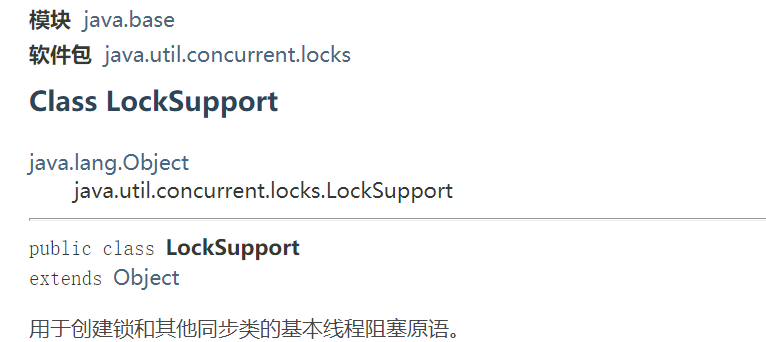 模块 java.base
软件包 java.util.concurrent.locks
Class LockSupport
java.lang.Object
java.util.concurrent.locks.LockSupport
public class LockSupport
extends Object
用于创建锁和其他同步类的基本线程阻塞原语。